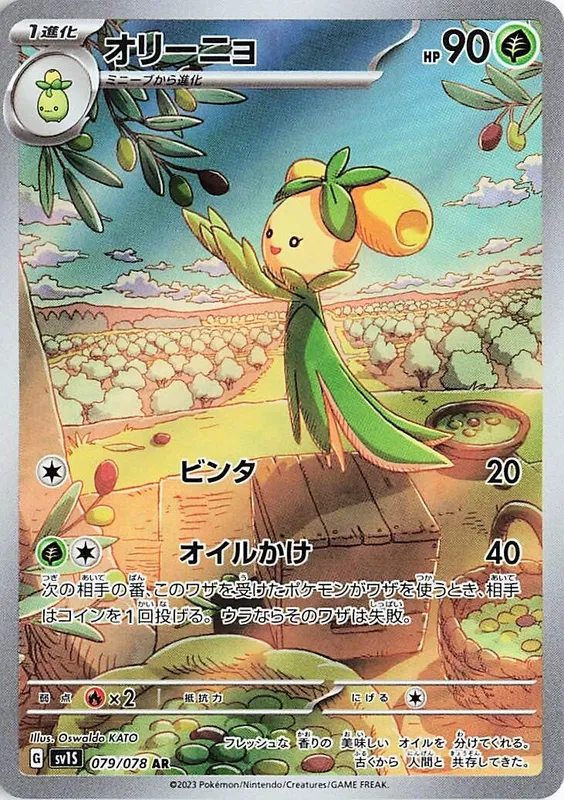 1進化
オリーニョ
HP 90
ミニーブから進化
ビンタ 20
オイルかけ 40
次の相手の番、このワザを受けたポケモンがワザを使うとき、相手
はコインを1回投げる。ウラならそのワザは失敗。
弱点 ×2 抵抗力 にげる
Illus. Oswaldo KATO
フレッシュな 香りの 美味しい オイルを 分けてくれる。
古くから 人間と 共存してきた。
G sv1S 079/078 AR
©2023 Pokémon/Nintendo/Creatures/GAME FREAK.